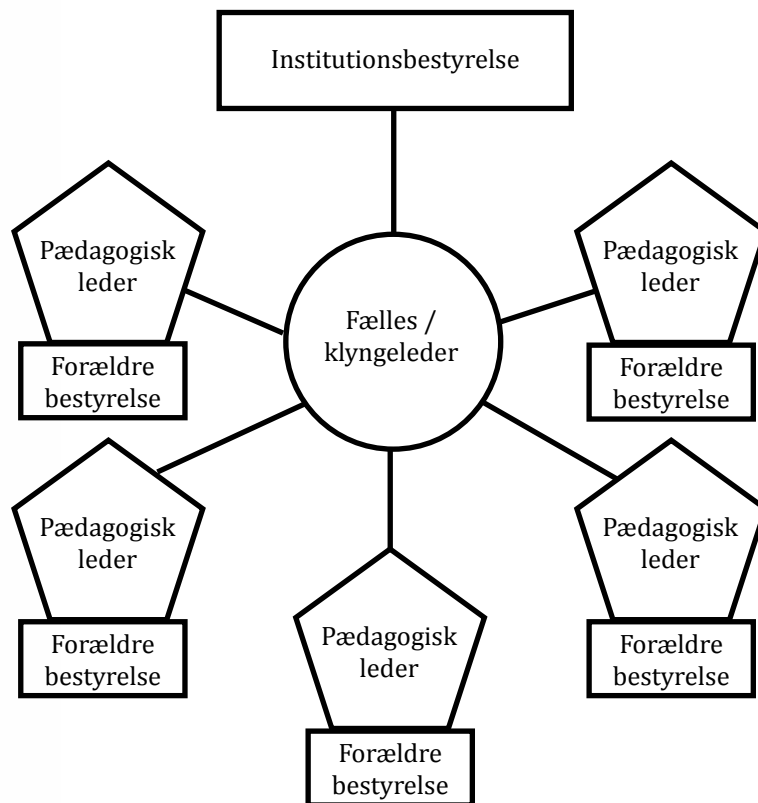 Institutionsbestyrelse
Pædagogisk
leder
Forældre
bestyrelse
Pædagogisk
leder
Forældre
bestyrelse
Fælles /
klyngeleder
Pædagogisk
leder
Forældre
bestyrelse
Pædagogisk
leder
Forældre
bestyrelse
Pædagogisk
leder
Forældre
bestyrelse